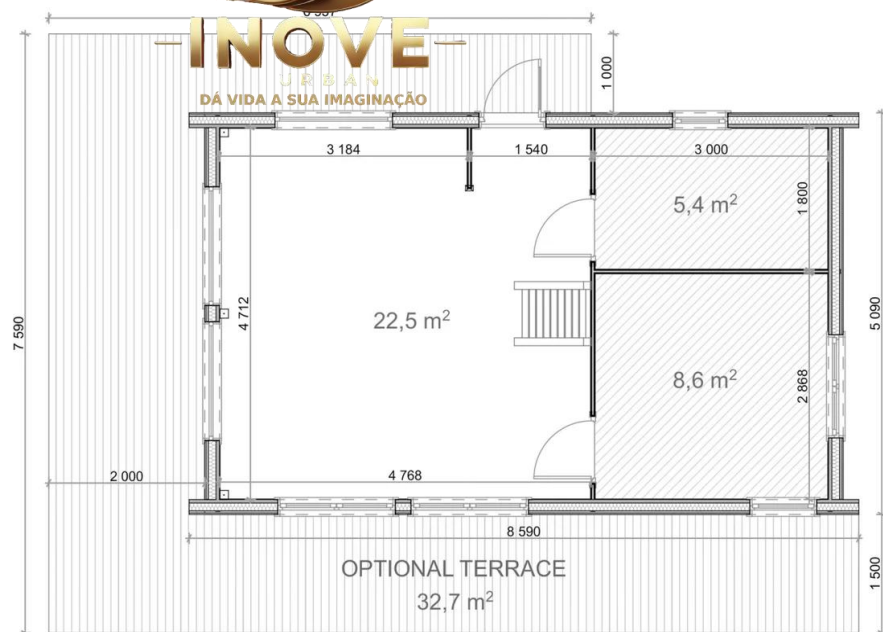 INOVE
URBAN
DÁ VIDA A SUA IMAGINAÇÃO
1 000
3 184
1 540
3 000
5,4 m²
1 800
4 712
22,5 m²
7 590
5 090
8,6 m²
2 868
2 000
4 768
8 590
OPTIONAL TERRACE
32,7 m²
1 500